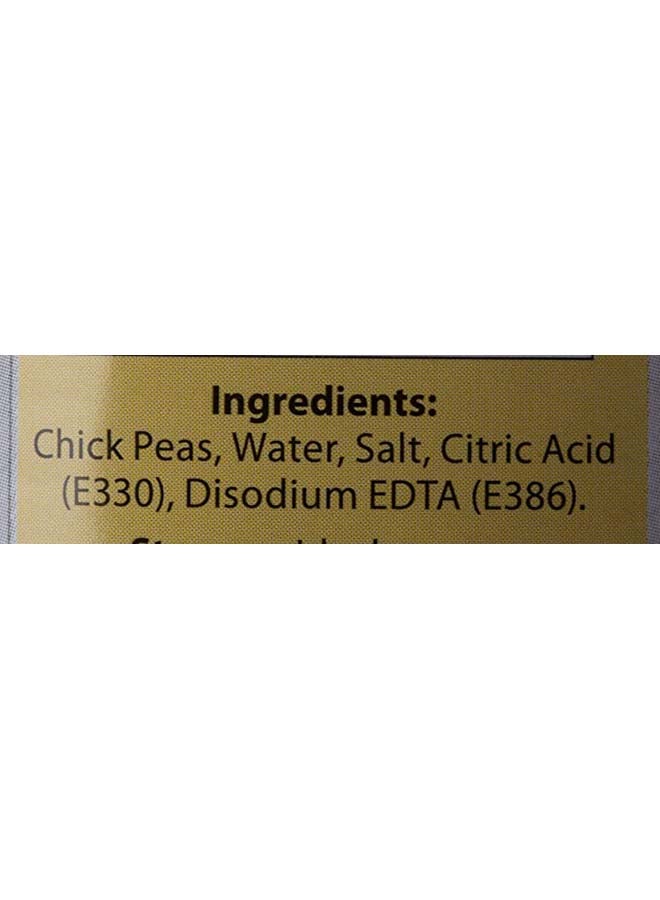 Ingredients:
Chick Peas, Water, Salt, Citric Acid
(E330), Disodium EDTA (E386).